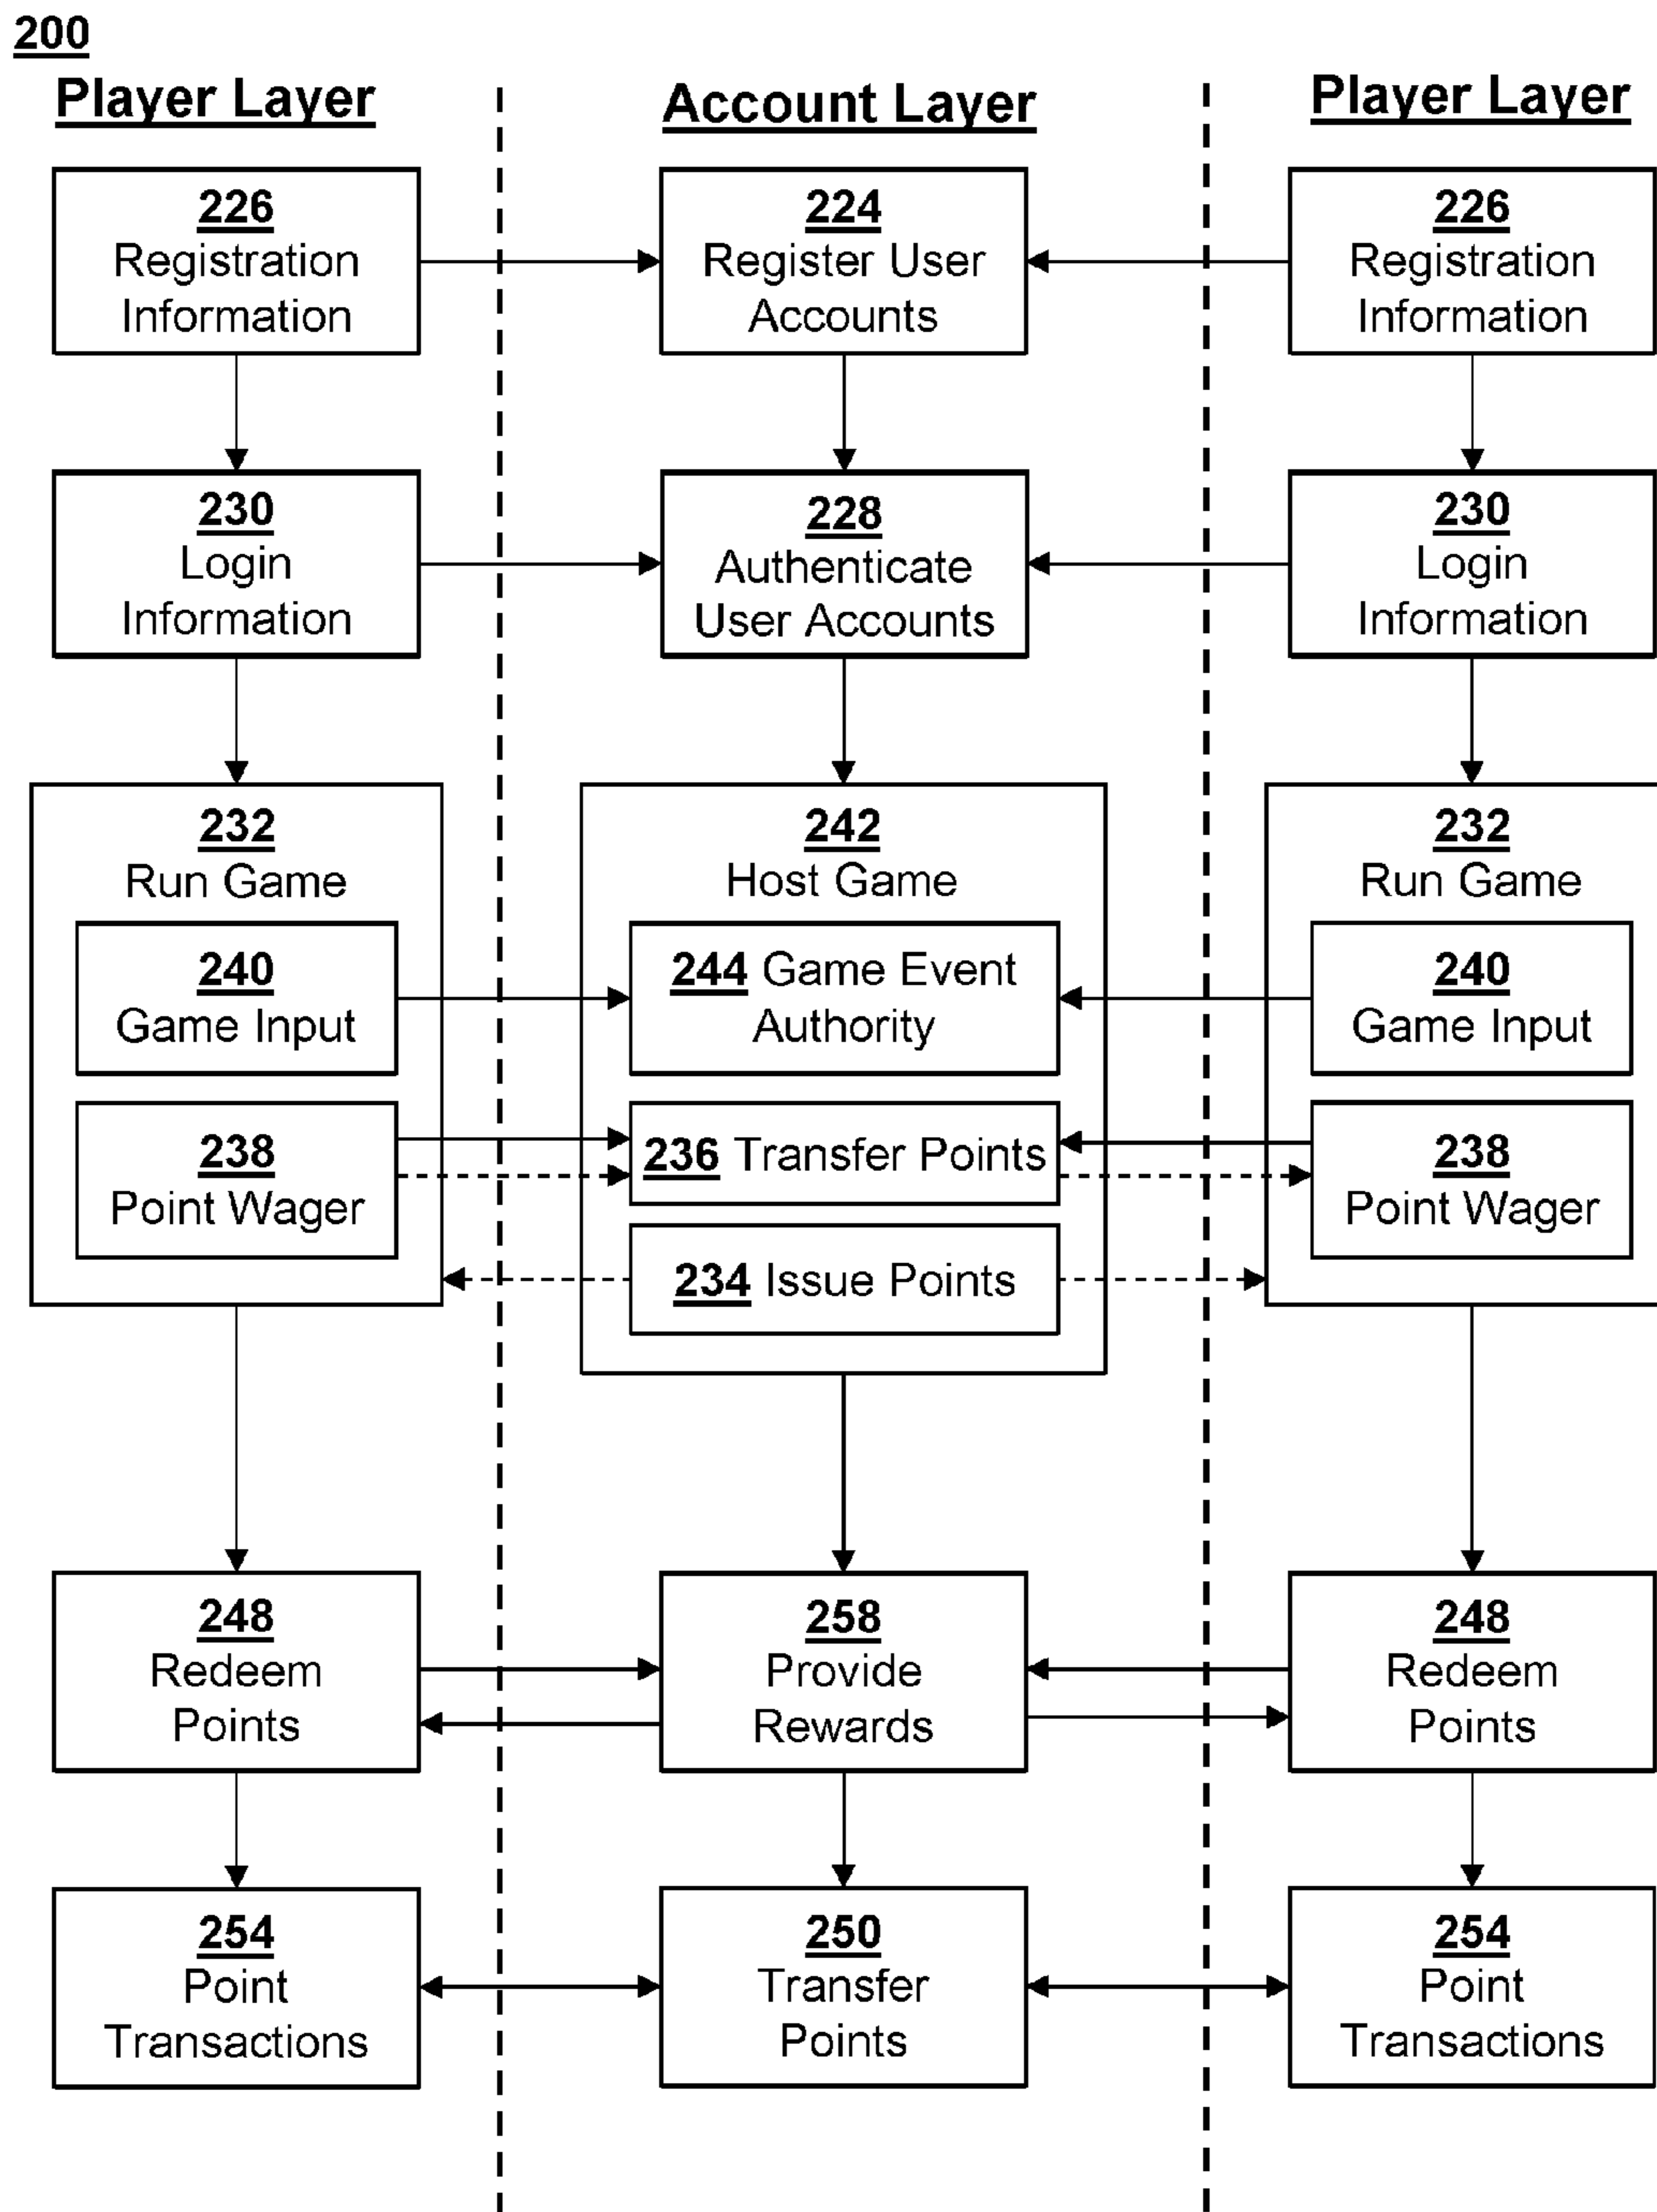 200
Player Layer
Account Layer
Player Layer
226
Registration
Information
224
Register User
Accounts
226
Registration
Information
230
Login
Information
228
Authenticate
User Accounts
230
Login
Information
232
Run Game
240
Game Input
238
Point Wager
242
Host Game
244 Game Event
Authority
236 Transfer Points
234 Issue Points
232
Run Game
240
Game Input
238
Point Wager
248
Redeem
Points
258
Provide
Rewards
248
Redeem
Points
254
Point
Transactions
250
Transfer
Points
254
Point
Transactions